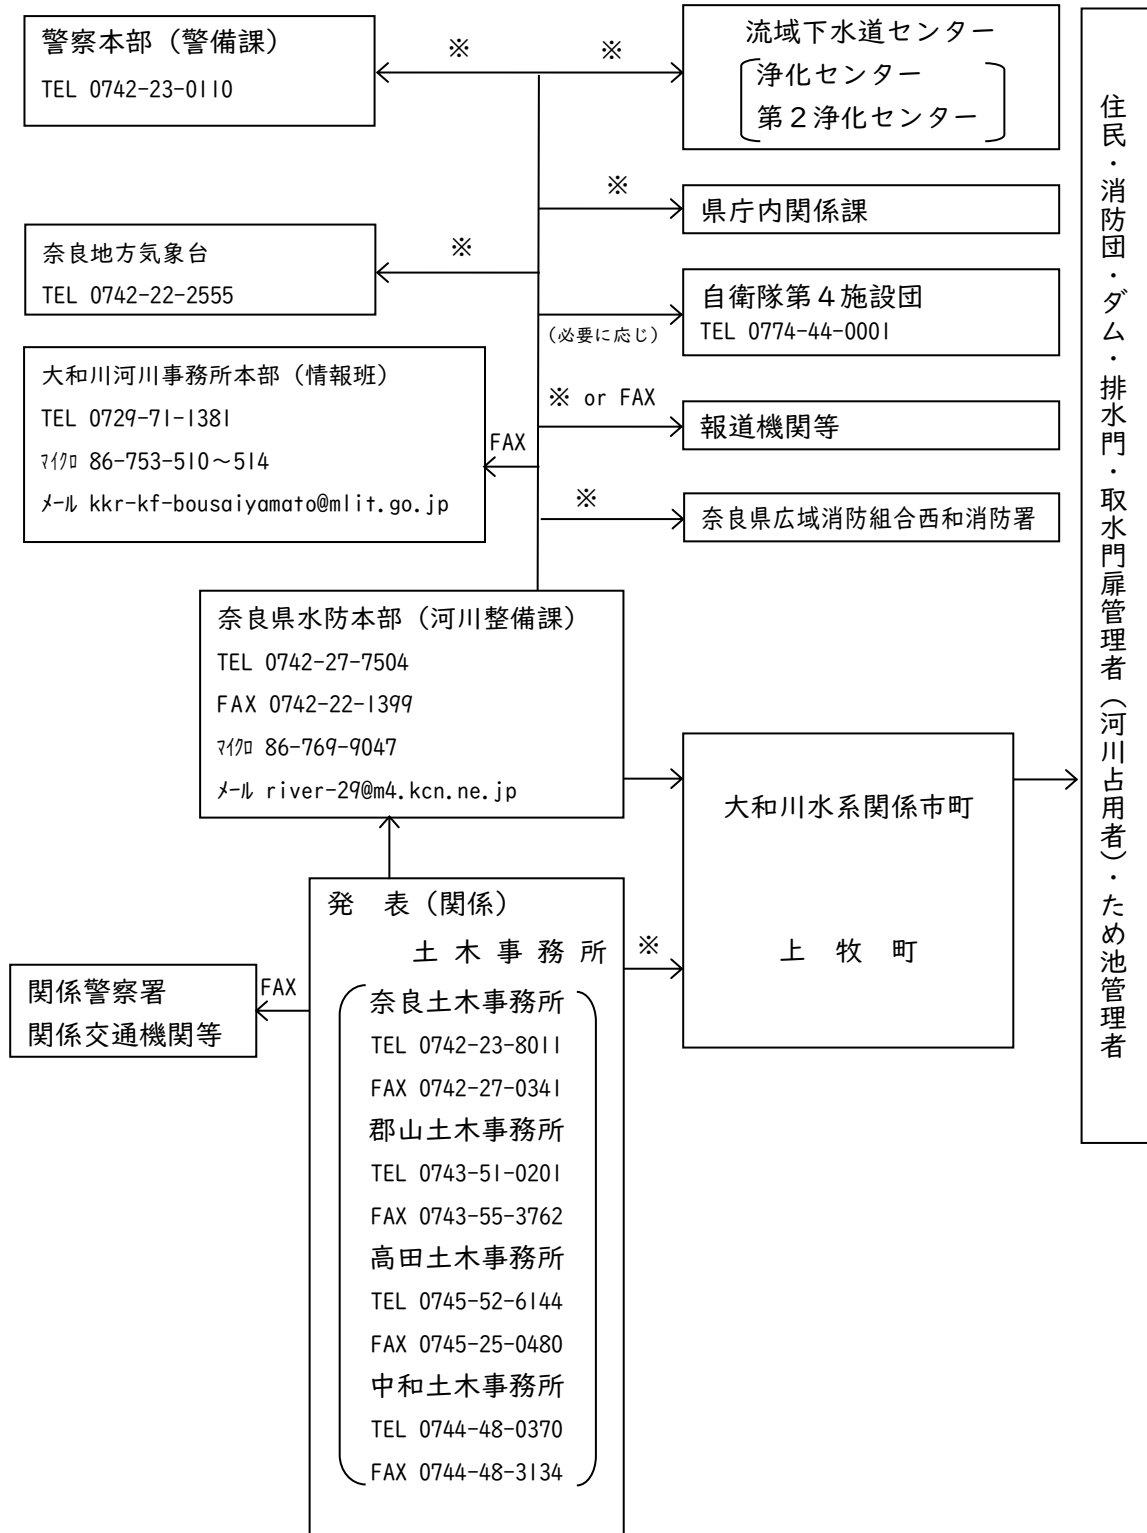 警察本部（警備課）
TEL 0742-23-0110
※
※
流域下水道センター
浄化センター
第２浄化センター
※
県庁内関係課
奈良地方気象台
TEL 0742-22-2555
※
自衛隊第４施設団
TEL 0774-44-0001
（必要に応じ）
大和川河川事務所本部（情報班）
TEL 0729-71-1381
ﾏｲｸﾛ 86-753-510～514
ﾒｰﾙ kkr-kf-bousaiyamato@mlit.go.jp
FAX
※ or FAX
報道機関等
※
奈良県広域消防組合西和消防署
奈良県水防本部（河川整備課）
TEL 0742-27-7504
FAX 0742-22-1399
ﾏｲｸﾛ 86-769-9047
ﾒｰﾙ river-29@m4.kcn.ne.jp
大和川水系関係市町
上　牧　町
発　表（関係）
土 木 事 務 所
※
関係警察署
関係交通機関等
FAX
奈良土木事務所
TEL 0742-23-8011
FAX 0742-27-0341
郡山土木事務所
TEL 0743-51-0201
FAX 0743-55-3762
高田土木事務所
TEL 0745-52-6144
FAX 0745-25-0480
中和土木事務所
TEL 0744-48-0370
FAX 0744-48-3134
住民・消防団・ダム・排水門・取水門扉管理者（河川占用者）・ため池管理者